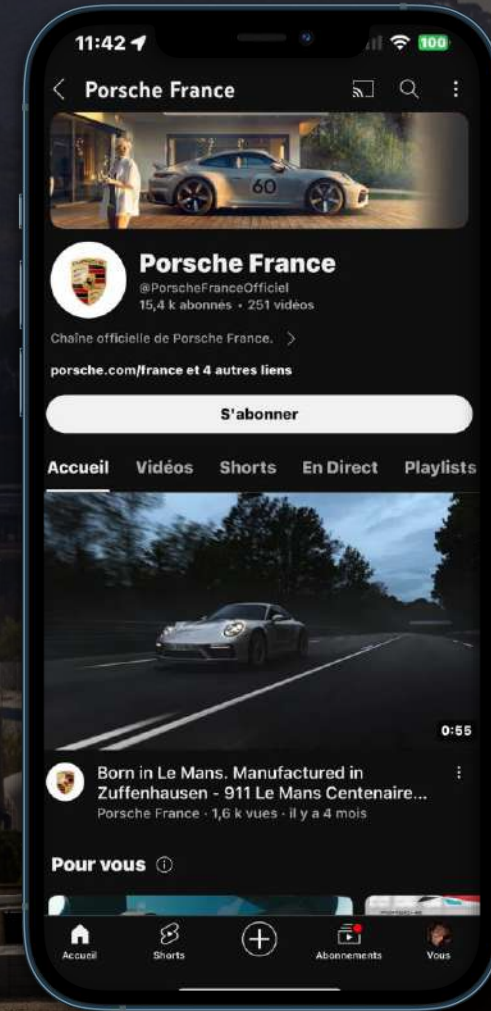 11:42
100
Porsche France
60
Porsche France
@PorscheFranceOfficiel
15,4 k abonnés • 251 vidéos
Chaîne officielle de Porsche France.
porsche.com/france et 4 autres liens
S'abonner
Accueil Vidéos Shorts En Direct Playlists
0:55
Born in Le Mans. Manufactured in
Zuffenhausen - 911 Le Mans Centenaire...
Porsche France · 1,6 k vues · il y a 4 mois
Pour vous
Accueil Shorts Abonnements Vous